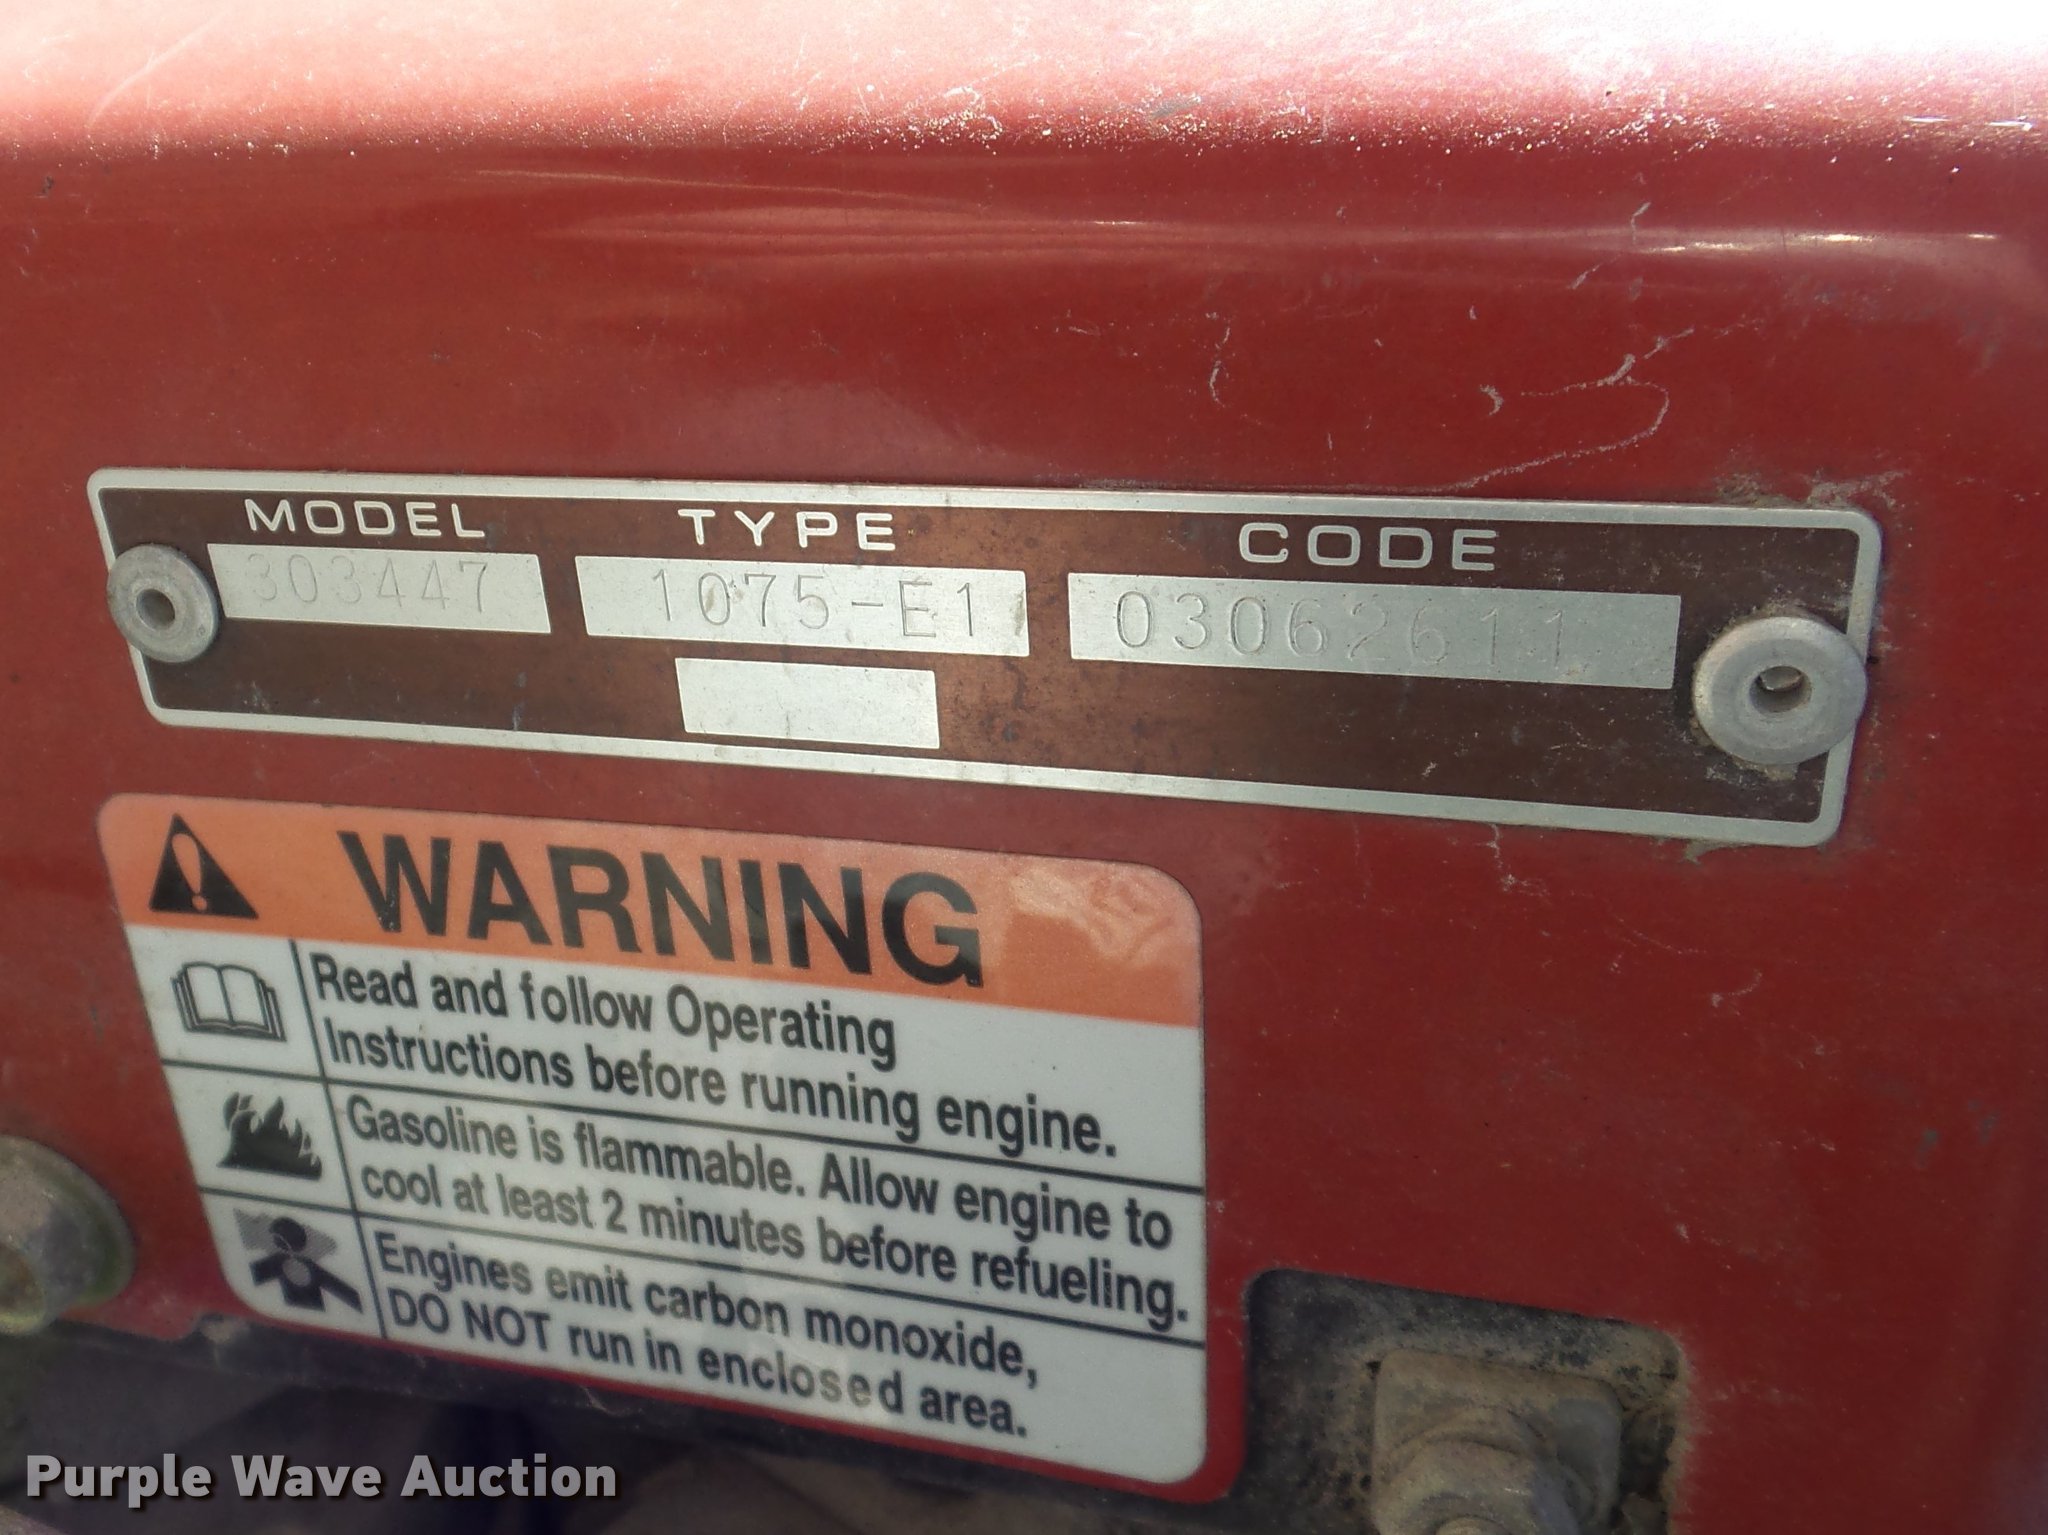 MODEL TYPE CODE
303447 1075-E1 03062611
WARNING
Read and follow Operating
Instructions before running engine.
Gasoline is flammable. Allow engine to
cool at least 2 minutes before refueling.
Engines emit carbon monoxide,
DO NOT run in enclosed area.
Purple Wave Auction